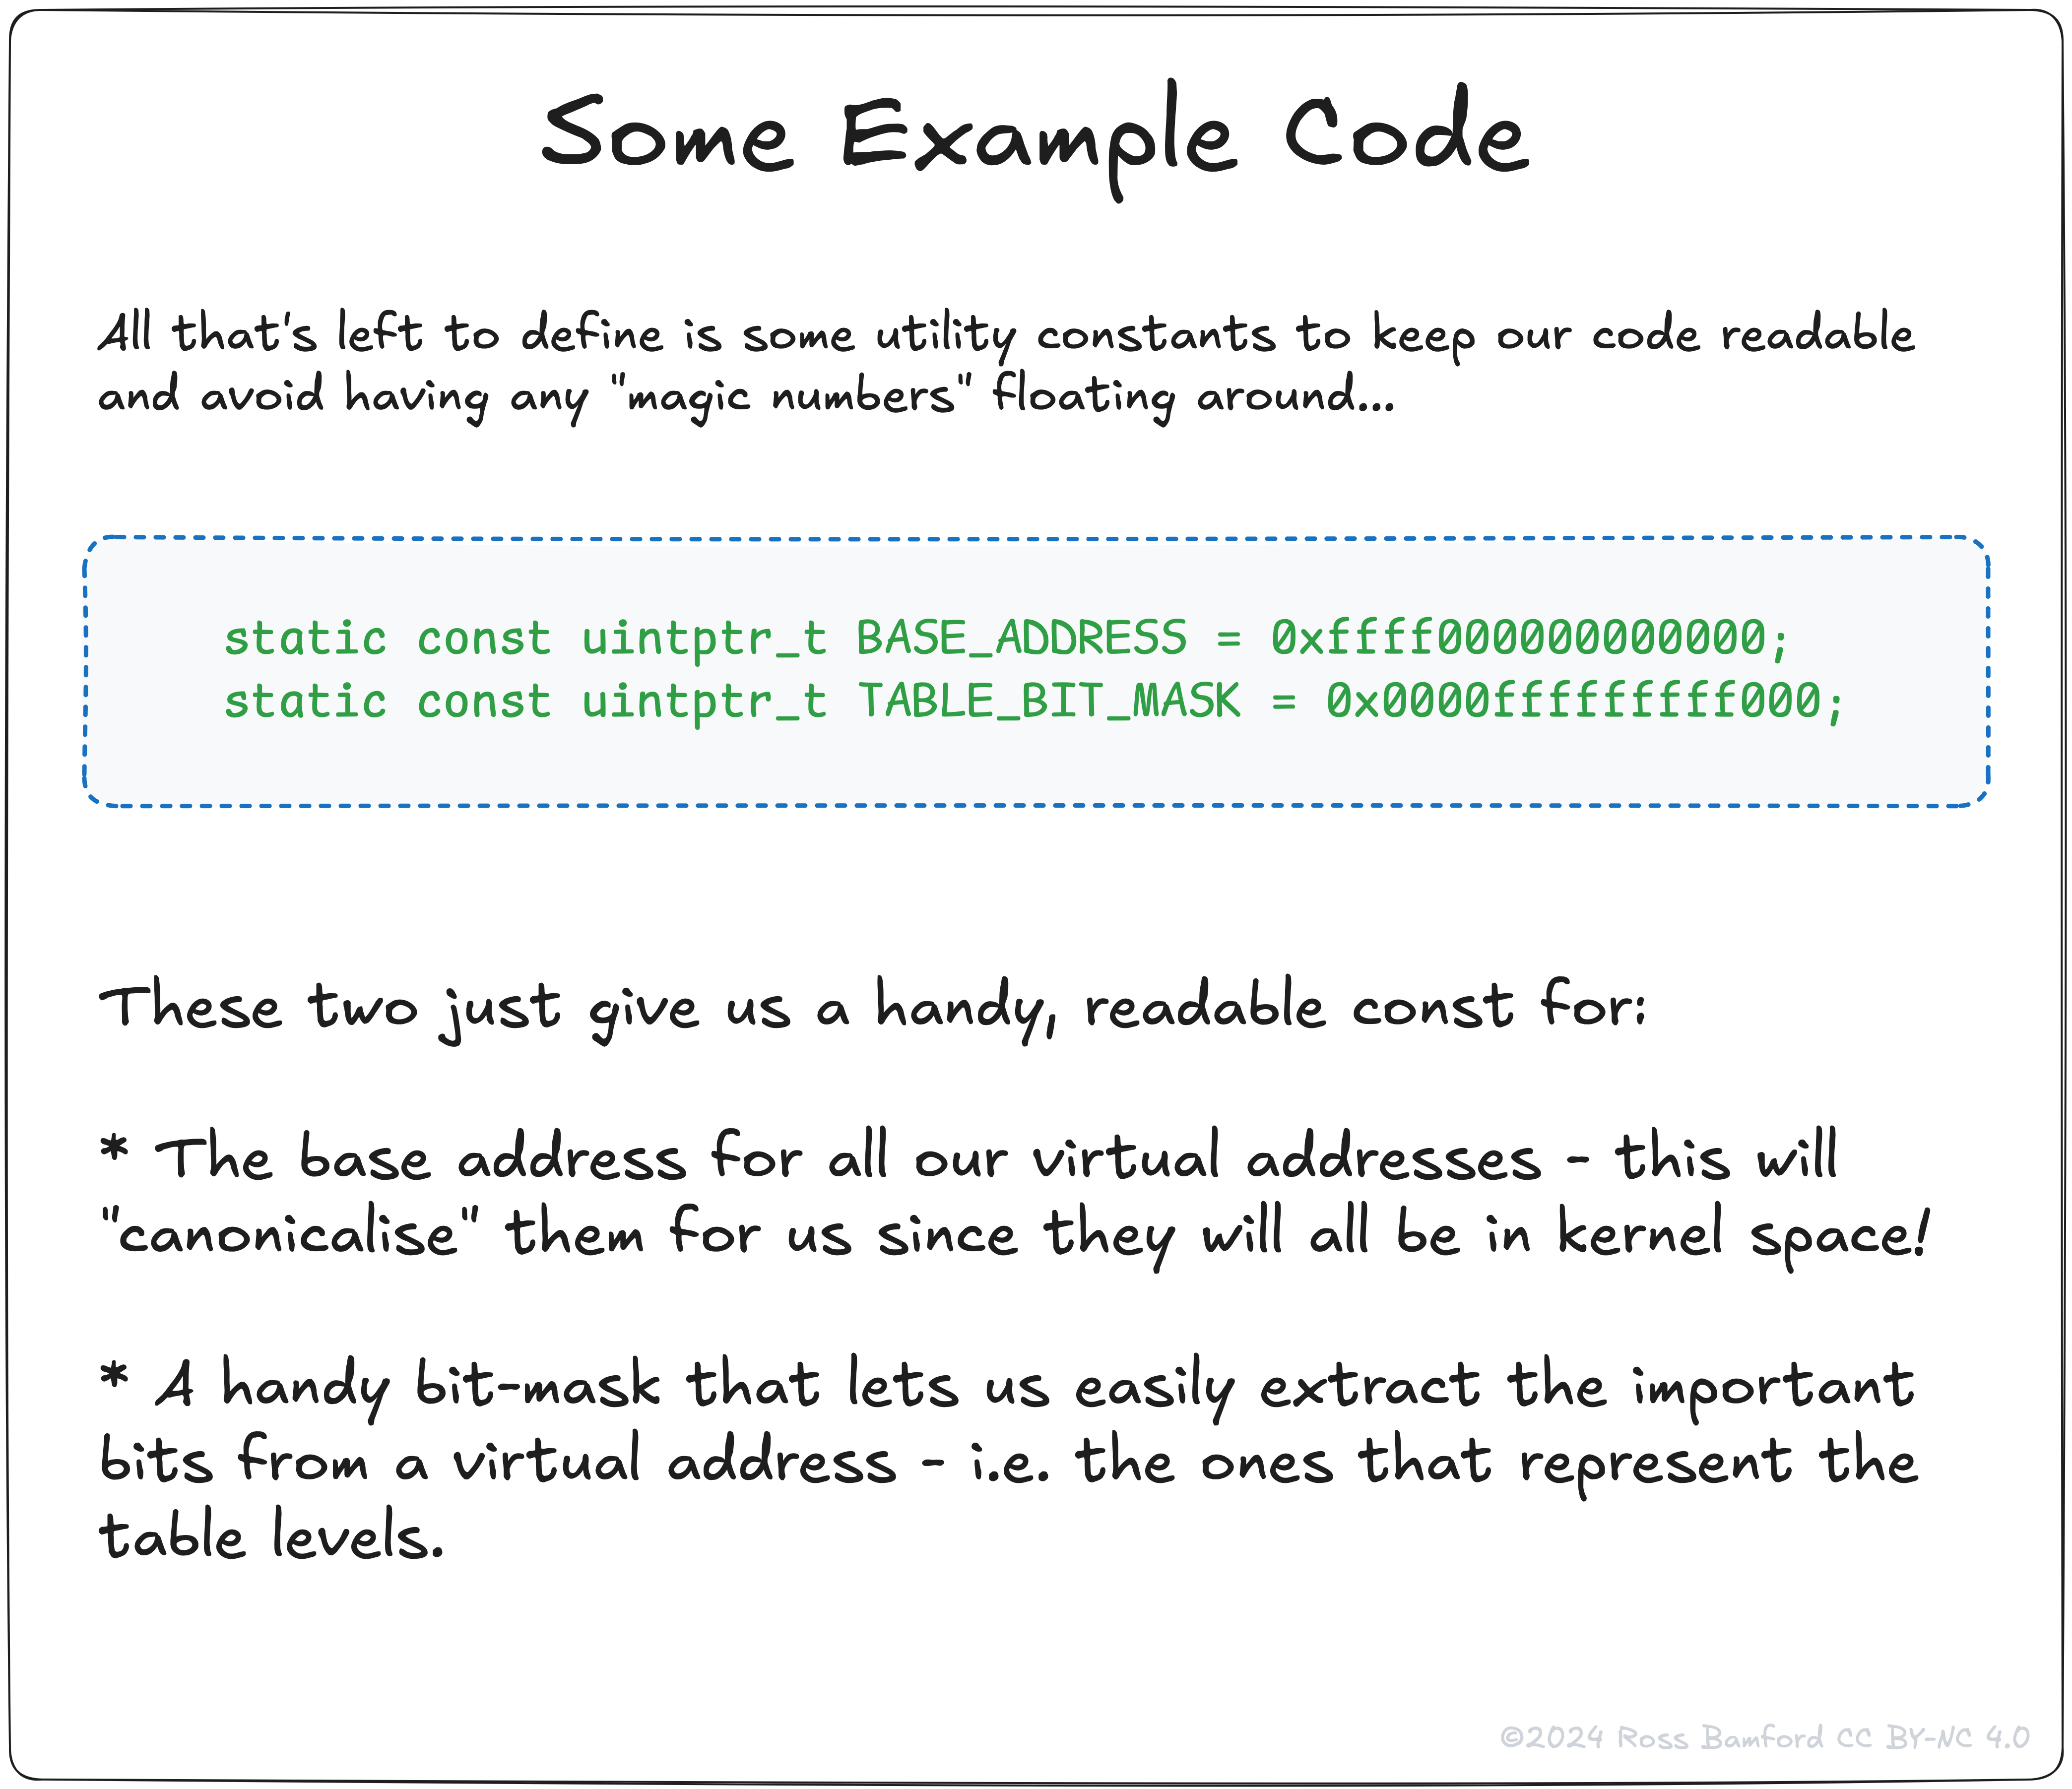 Some Example Code
All that's left to define is some utility constants to keep our code readable
and avoid having any "magic numbers" floating around...
static const uintptr_t BASE_ADDRESS = 0xffff000000000000;
static const uintptr_t TABLE_BIT_MASK = 0x0000fffffffff000;
These two just give us a handy, readable const for:
* The base address for all our virtual addresses - this will
"canonicalise" them for us since they will all be in kernel space!
* A handy bit-mask that lets us easily extract the important
bits from a virtual address - i.e. the ones that represent the
table levels.
©2024 Ross Bamford CC BY-NC 4.0